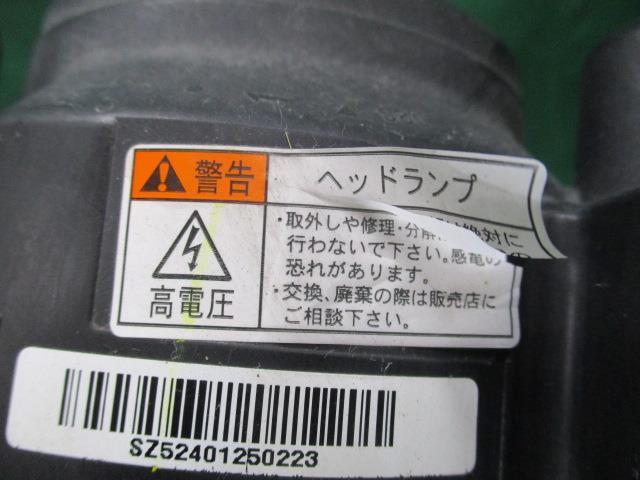 警告
ヘッドランプ
高電圧
・取外しや修理・分解は絶対に
行わないで下さい。感電の
恐れがあります。
・交換、廃棄の際は販売店に
ご相談下さい。
SZ52401250223